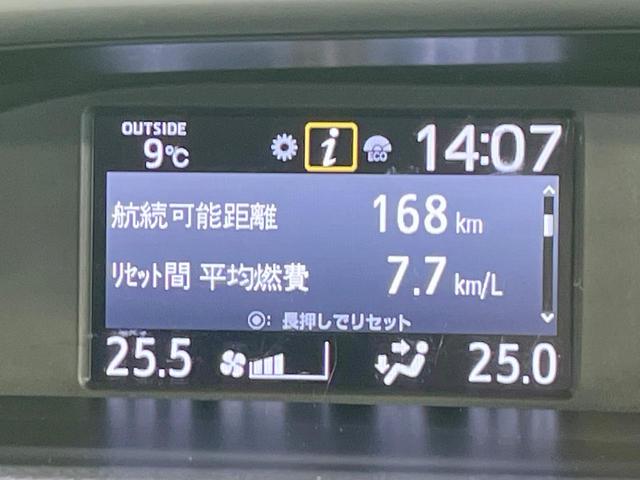 OUTSIDE
9℃ i ECO 14:07
航続可能距離 168 km
リセット間 平均燃費 7.7 km/L
◉: 長押しでリセット
25.5 25.0